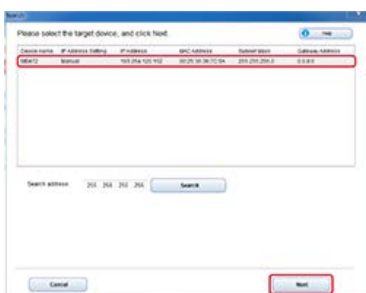 Search
Please select the target device, and click Next.
Help
Device name IP Address Setting IP Address MAC Address Subnet Mask Gateway Address
Manual 255.255.255.0 0.0.0.0
Search address 255 255 255 255 Search
Cancel Next